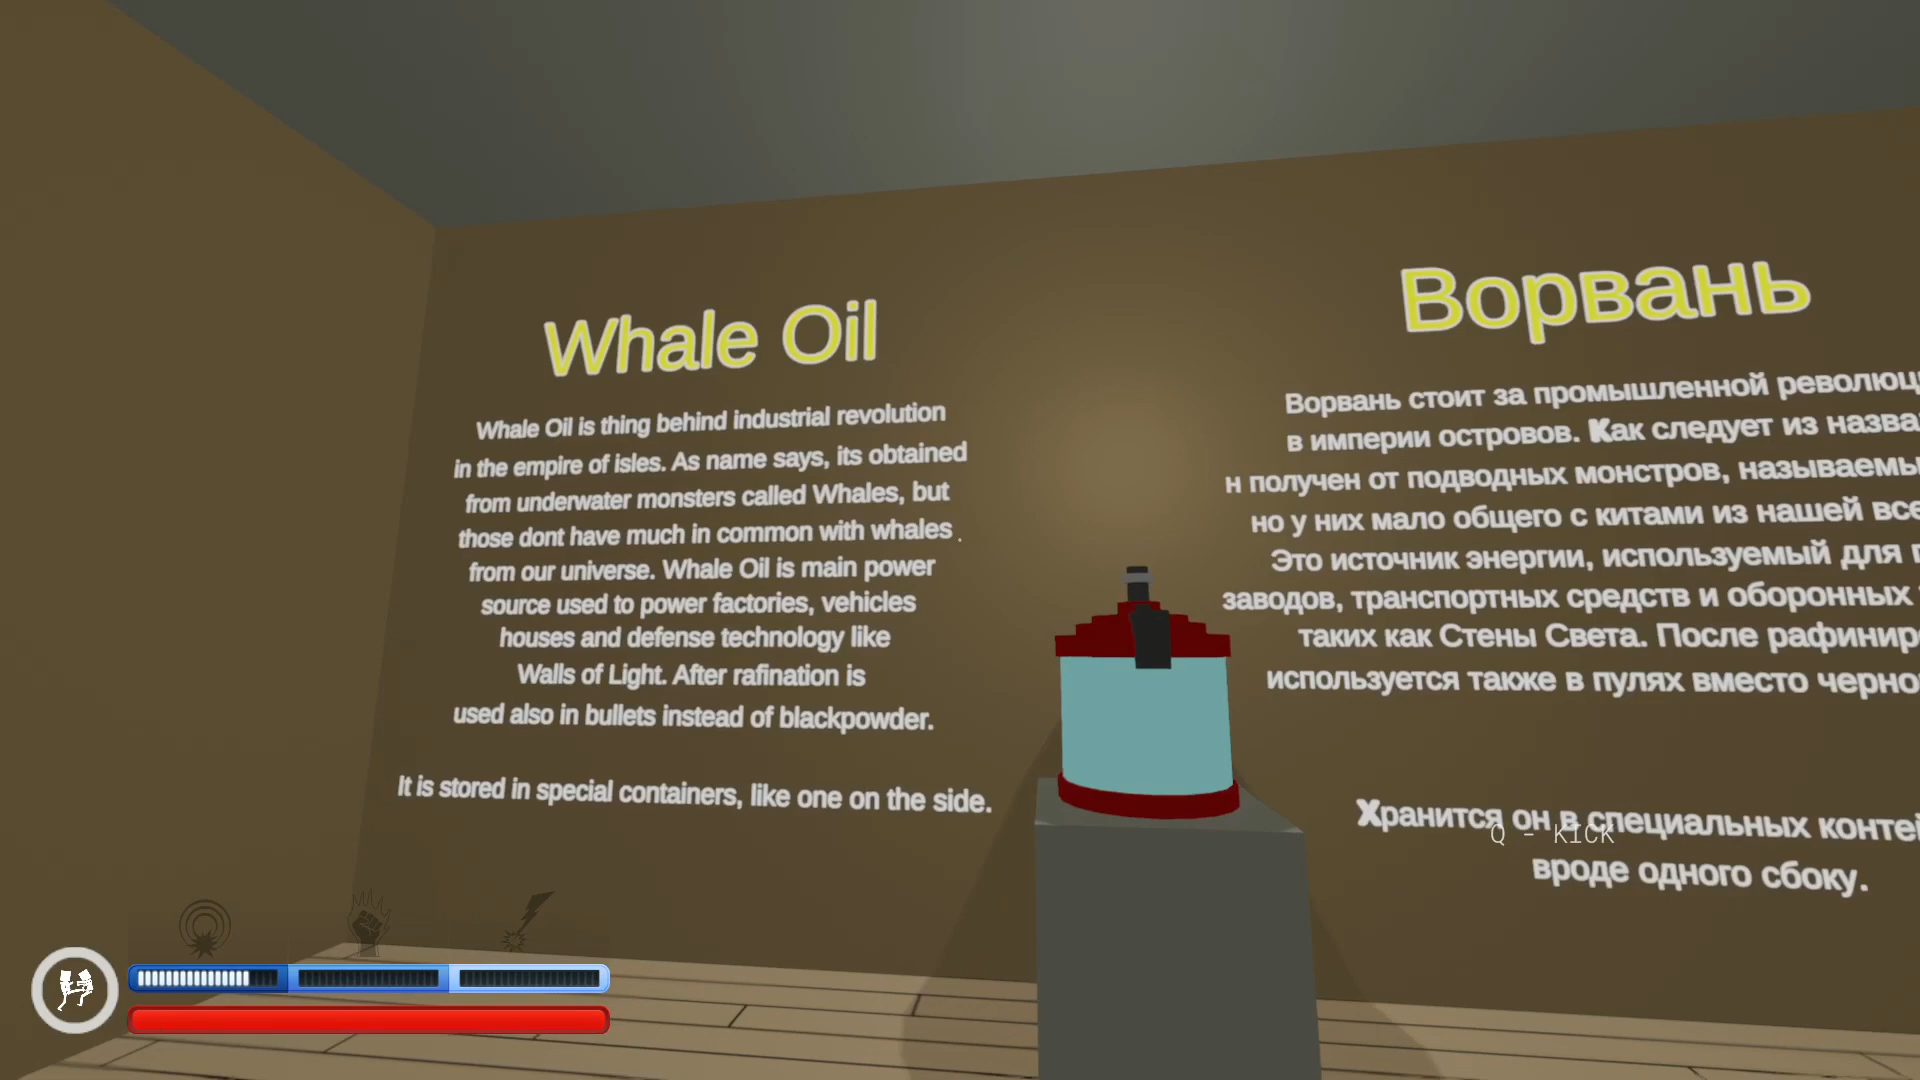 Whale Oil
Whale Oil is thing behind industrial revolution
in the empire of isles. As name says, its obtained
from underwater monsters called Whales, but
those dont have much in common with whales .
from our universe. Whale Oil is main power
source used to power factories, vehicles
houses and defense technology like
Walls of Light. After rafination is
used also in bullets instead of blackpowder.
It is stored in special containers, like one on the side.
Ворвань
Ворвань стоит за промышленной
в империи островов. Как следует из
н получен от подводных монстров,
но у них мало общего с китами из нашей
Это источник энергии, используемый для
заводов, транспортных средств и оборонных
таких как Стены Света. После
используется также в пулях вместо
Хранится он в специальных
вроде одного сбоку.
Q - KICK